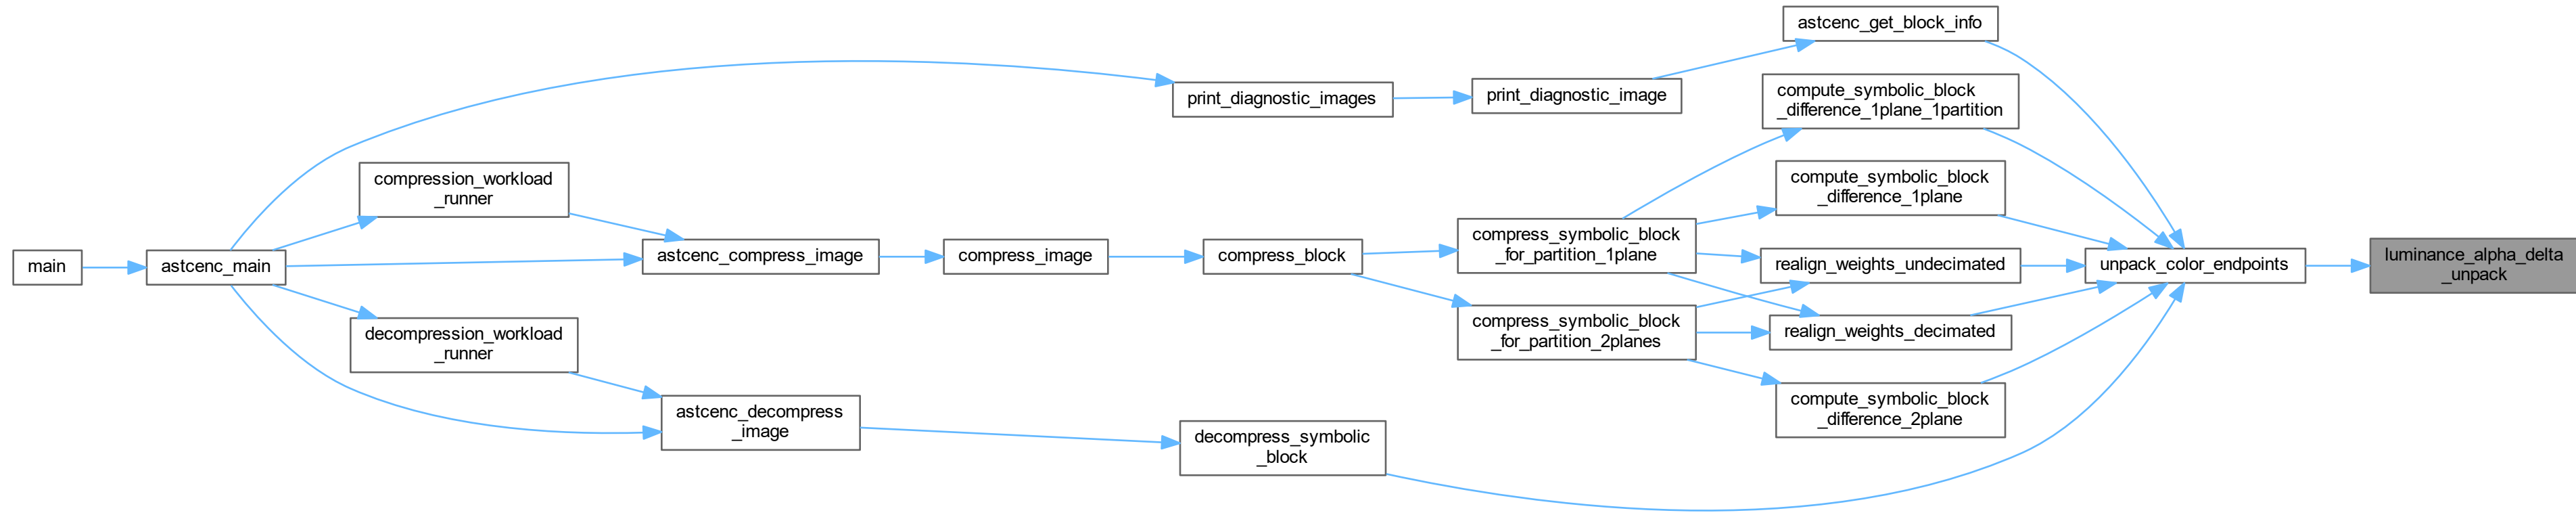 astcenc_get_block_info
print_diagnostic_images
print_diagnostic_image
compute_symbolic_block
_difference_1plane_1partition
compression_workload
_runner
compute_symbolic_block
_difference_1plane
main
astcenc_main
astcenc_compress_image
compress_image
compress_block
compress_symbolic_block
_for_partition_1plane
realign_weights_undecimated
unpack_color_endpoints
luminance_alpha_delta
_unpack
decompression_workload
_runner
compress_symbolic_block
_for_partition_2planes
realign_weights_decimated
astcenc_decompress
_image
decompress_symbolic
_block
compute_symbolic_block
_difference_2plane